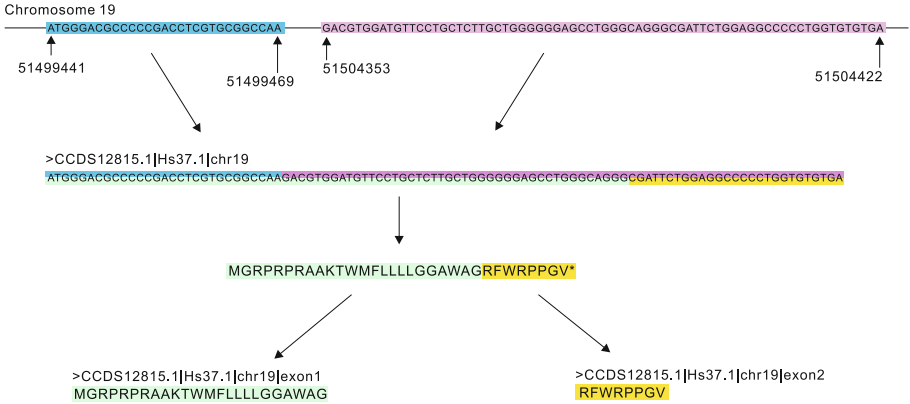 Chromosome 19
ATGGGACGCCCCCGACCTCGTGCGGCCAA GACGTGGATGTTCCTGCTCTTGCTGGGGGGAGCCTGGGCAGGGCGATTCTGGAGGCCCCCTGGTGTGTGA
51499441 51499469 51504353 51504422
>CCDS12815.1|Hs37.1|chr19
ATGGGACGCCCCCGACCTCGTGCGGCCAAGACGTGGATGTTCCTGCTCTTGCTGGGGGGAGCCTGGGCAGGGCGATTCTGGAGGCCCCCTGGTGTGTGA
MGRPRPRAAKTWMFLLLLGGAWAGRFWRPPGV*
>CCDS12815.1|Hs37.1|chr19|exon1
MGRPRPRAAKTWMFLLLLGGAWAG
>CCDS12815.1|Hs37.1|chr19|exon2
RFWRPPGV